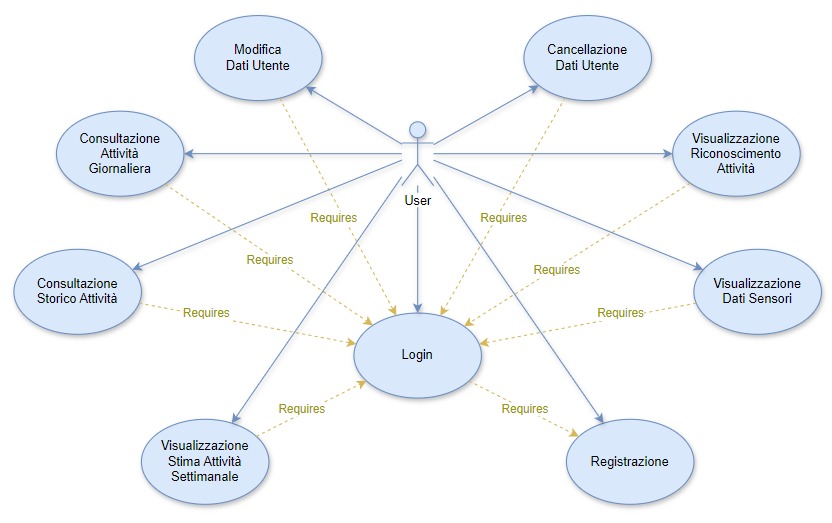 Modifica
Dati Utente
Cancellazione
Dati Utente
Consultazione
Attività
Giornaliera
Visualizzazione
Riconoscimento
Attività
User
Requires
Requires
Requires
Requires
Consultazione
Storico Attività
Visualizzazione
Dati Sensori
Requires
Requires
Login
Requires
Requires
Visualizzazione
Stima Attività
Settimanale
Registrazione